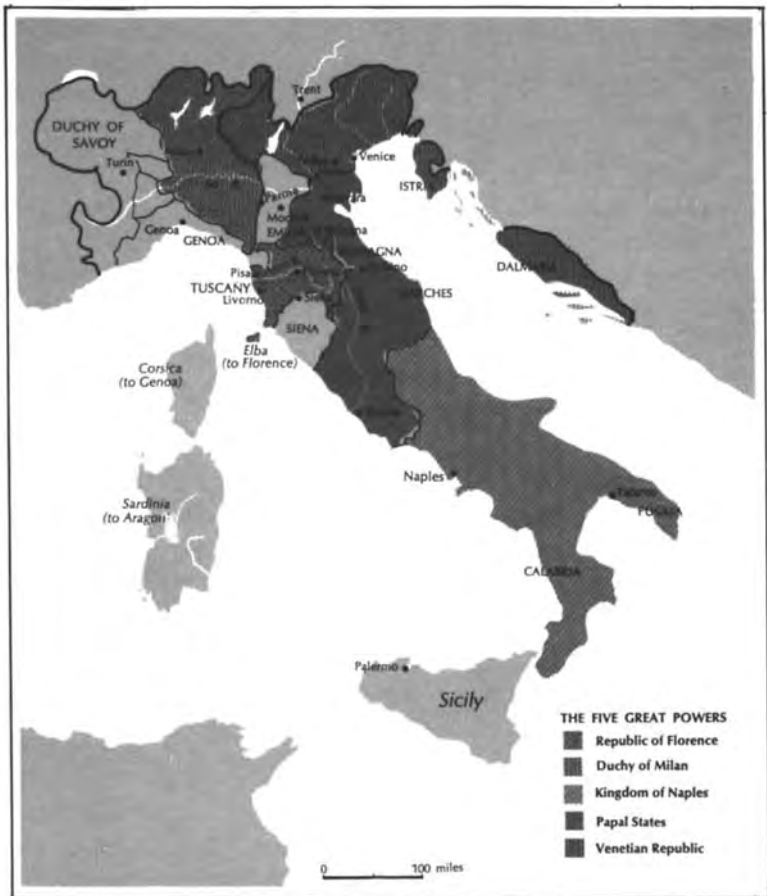 Trent
DUCHY OF
SAVOY
Turin
Venice
ISTRIA
Parma
Genoa
GENOA
DALMATIA
Pisa
TUSCANY
Livorno
MARCHES
SIENA
Elba
(to Florence)
Corsica
(to Genoa)
Naples
Sardinia
(to Aragon)
CALABRIA
Palermo
Sicily
THE FIVE GREAT POWERS
Republic of Florence
Duchy of Milan
Kingdom of Naples
Papal States
Venetian Republic
0 100 miles